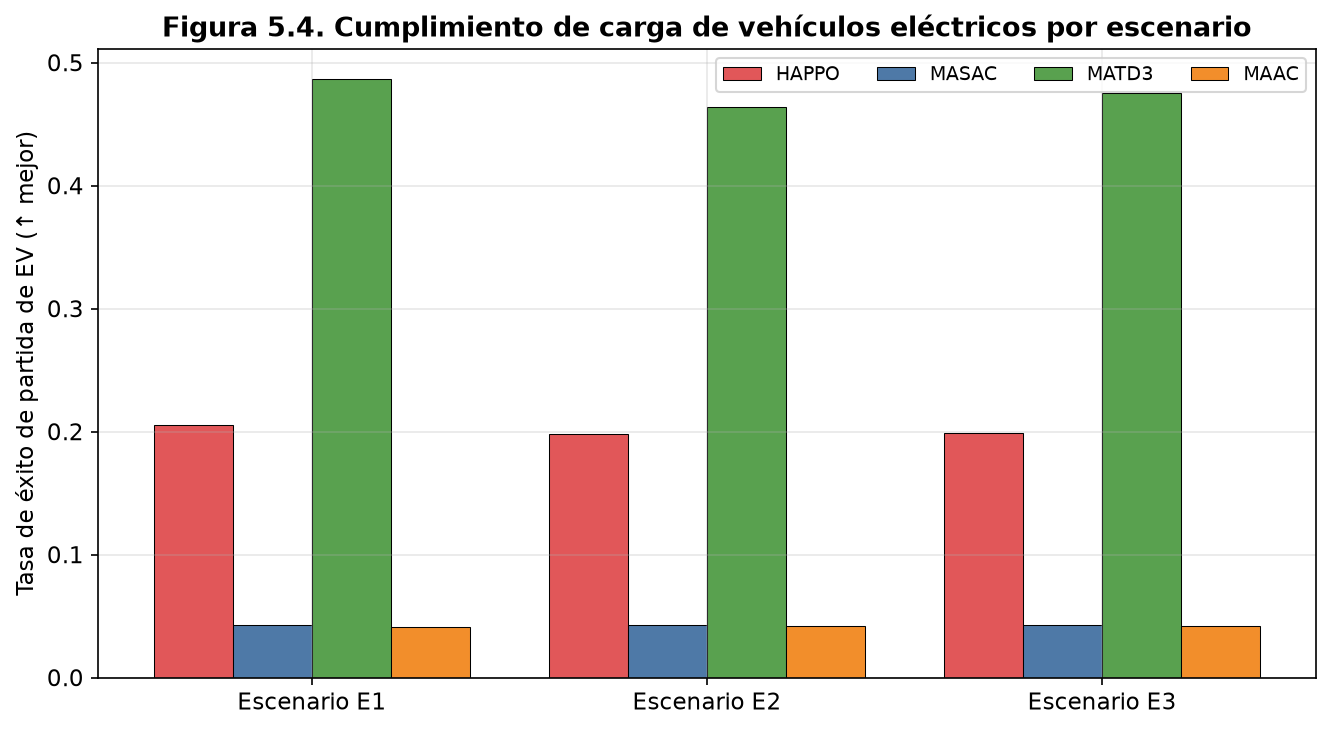 Figura 5.4. Cumplimiento de carga de vehículos eléctricos por escenario
HAPPO MASAC MATD3 MAAC
Tasa de éxito de partida de EV (↑ mejor)
0.5
0.4
0.3
0.2
0.1
0.0
Escenario E1 Escenario E2 Escenario E3